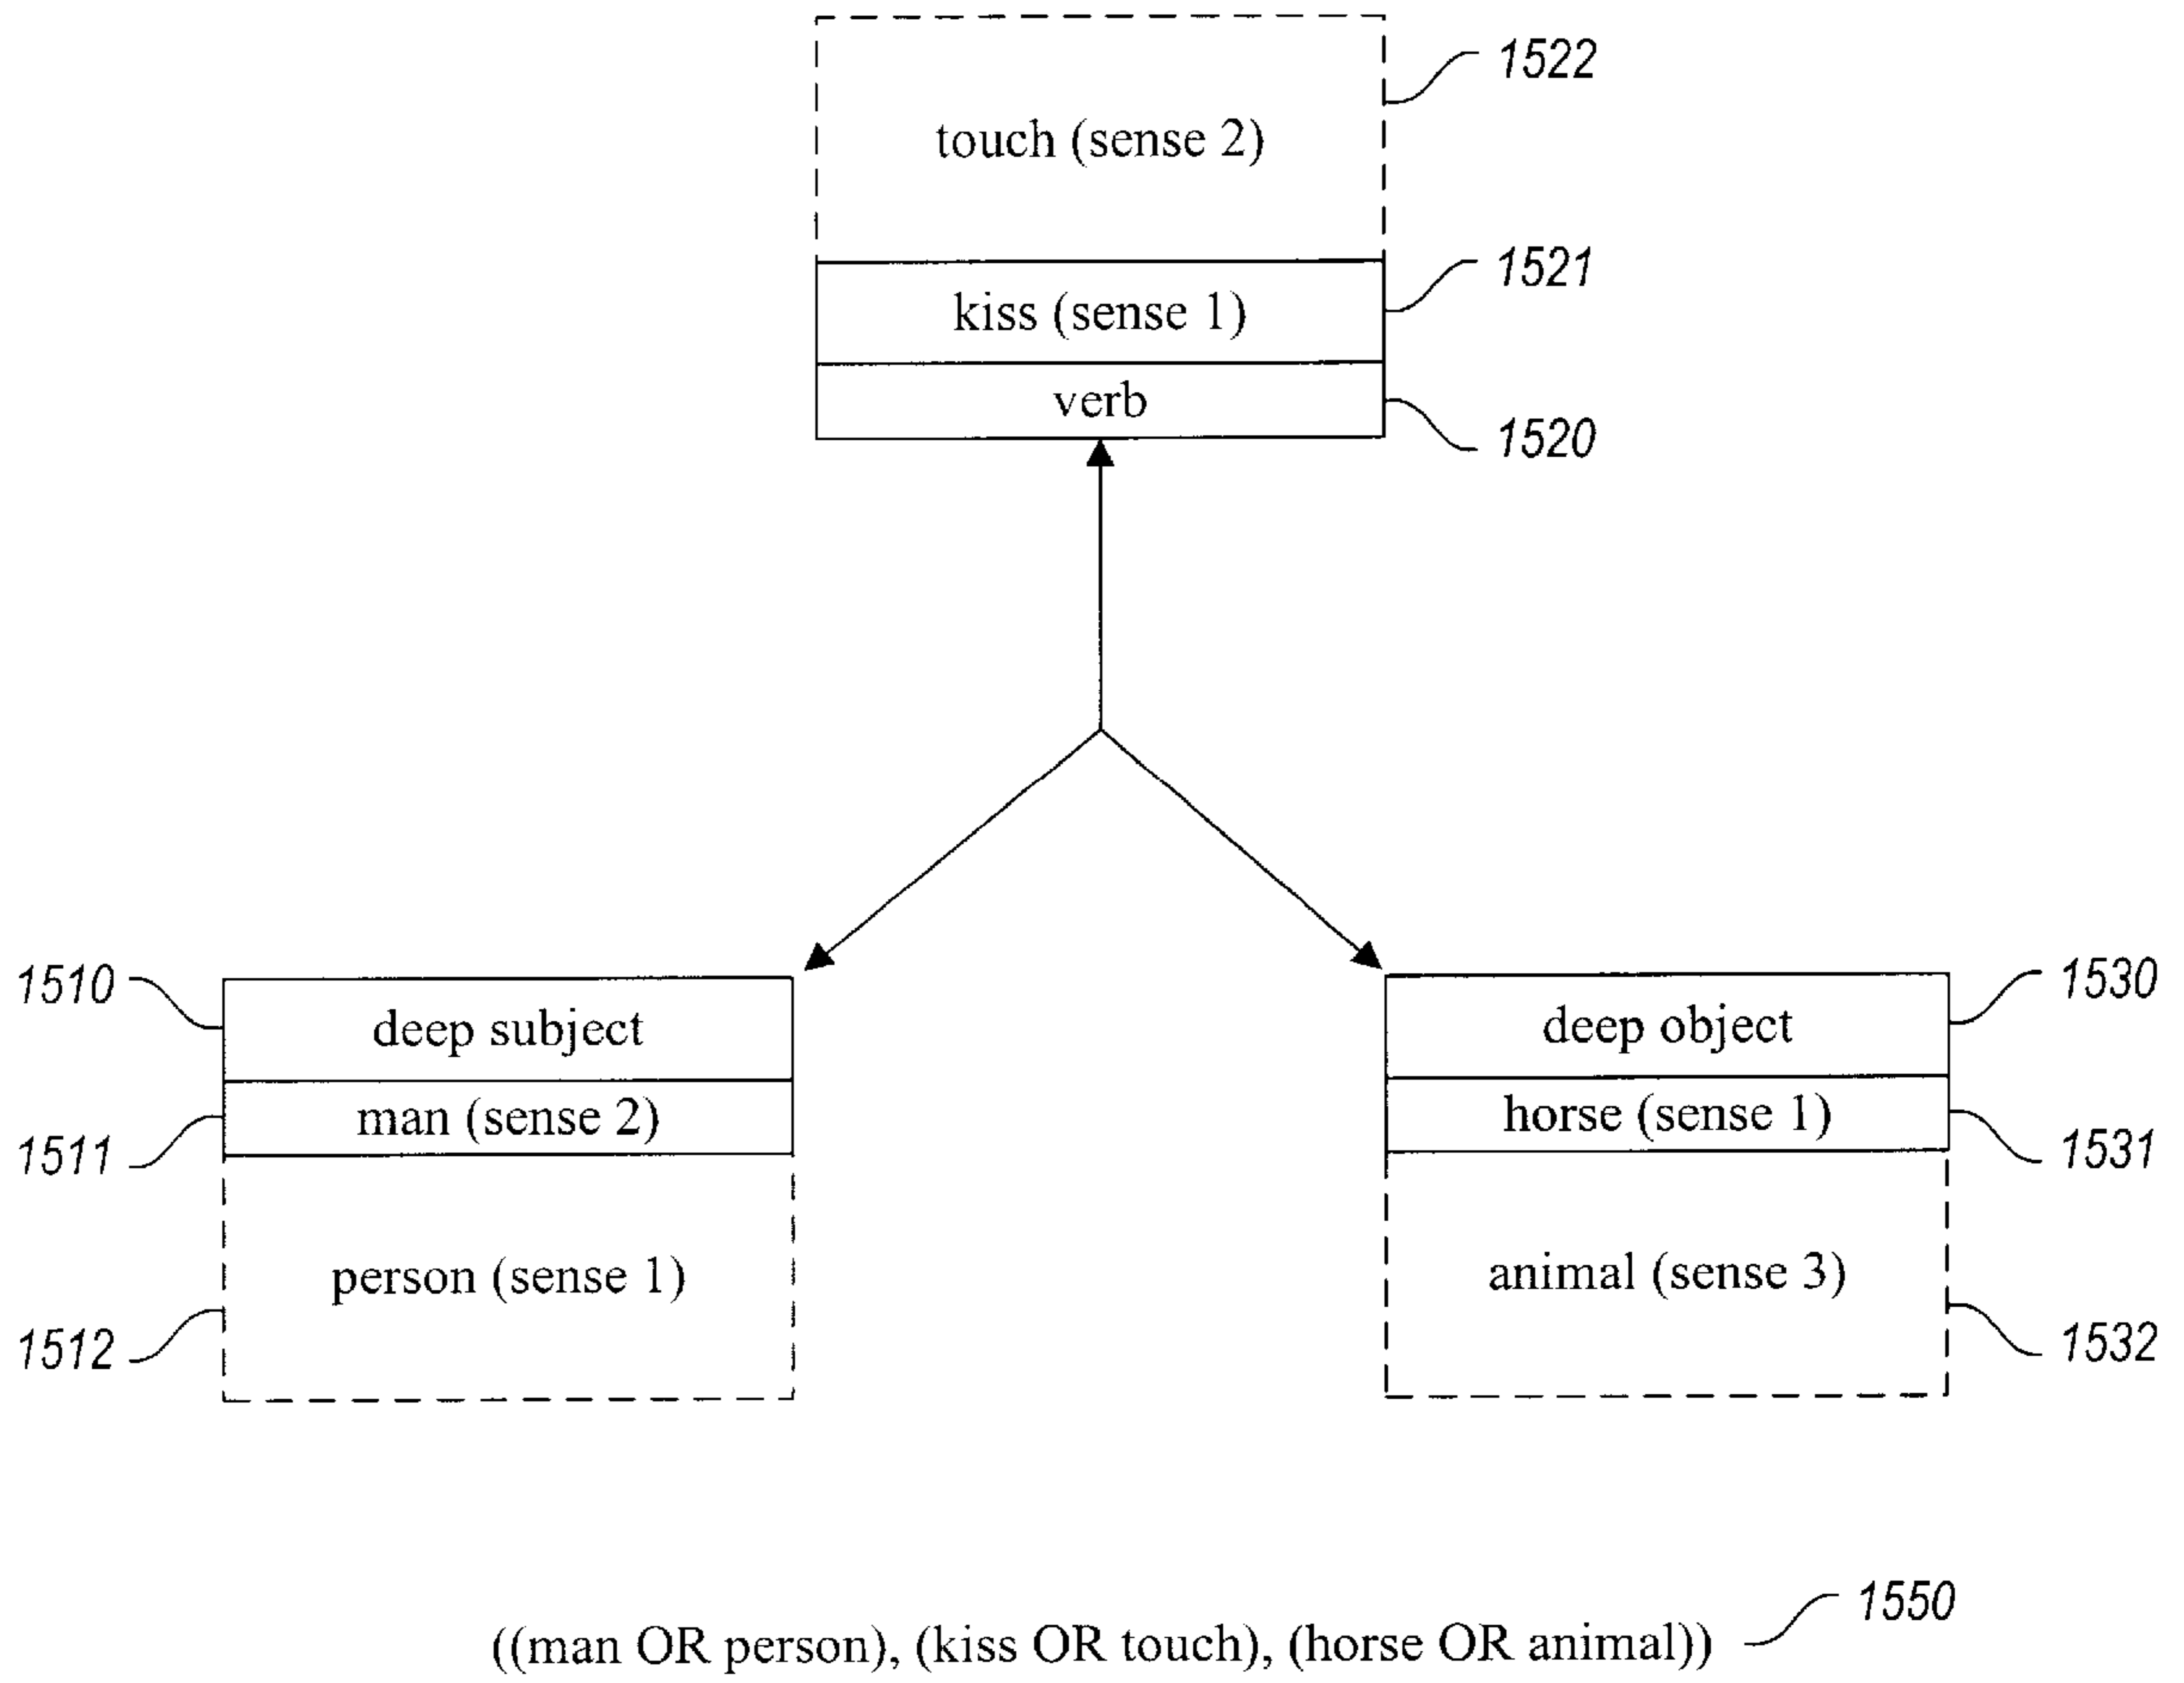 1522
touch (sense 2)
1521
kiss (sense 1)
verb
1520
1510
deep subject
man (sense 2)
1511
person (sense 1)
1512
1530
deep object
horse (sense 1)
1531
animal (sense 3)
1532
1550
((man OR person), (kiss OR touch), (horse OR animal))